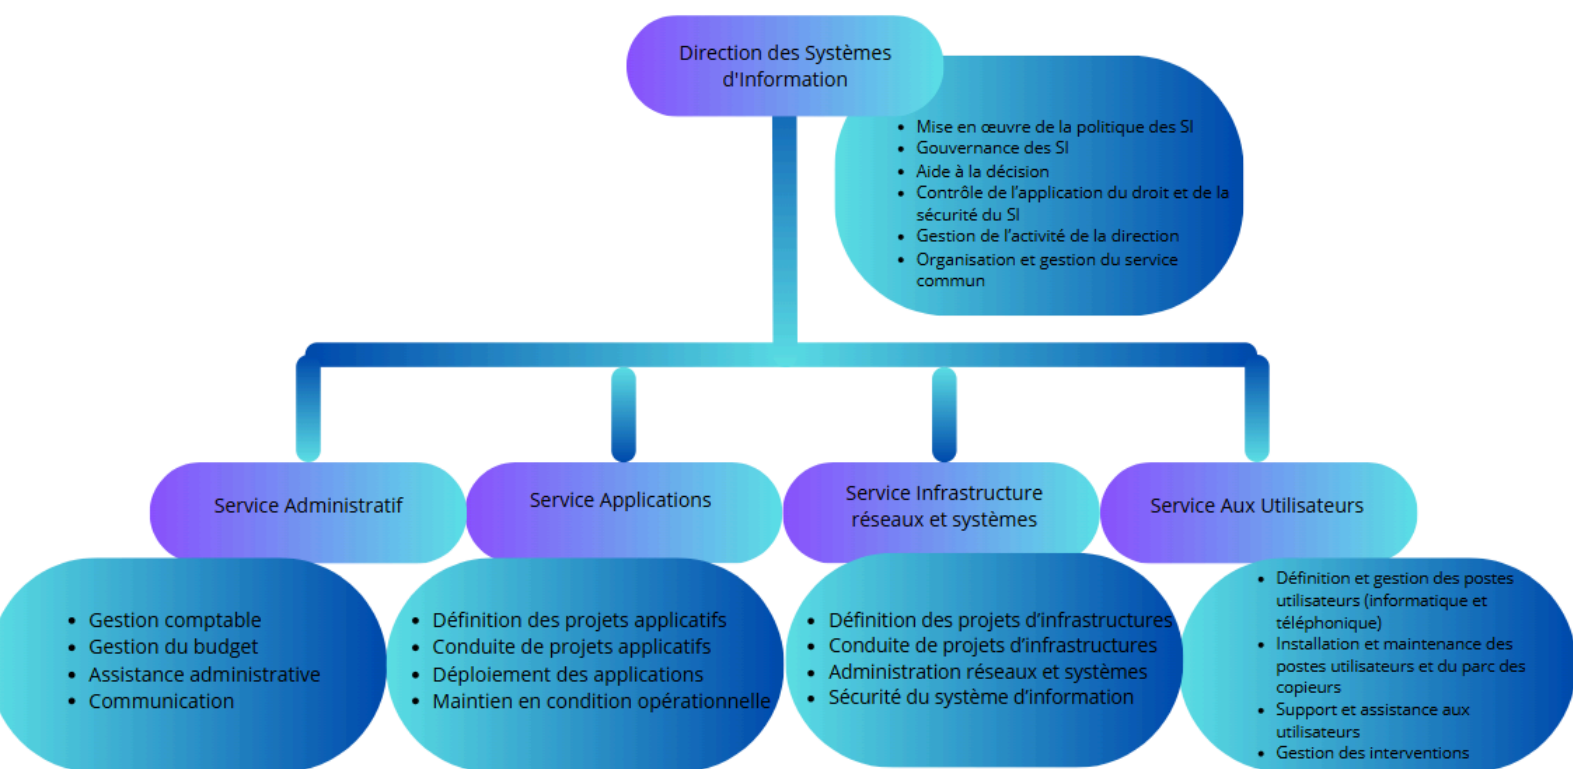 Direction des Systèmes
d'Information
• Mise en œuvre de la politique des SI
• Gouvernance des SI
• Aide à la décision
• Contrôle de l’application du droit et de la
sécurité du SI
• Gestion de l’activité de la direction
• Organisation et gestion du service
commun
Service Administratif
• Gestion comptable
• Gestion du budget
• Assistance administrative
• Communication
Service Applications
• Définition des projets applicatifs
• Conduite de projets applicatifs
• Déploiement des applications
• Maintien en condition opérationnelle
Service Infrastructure
réseaux et systèmes
• Définition des projets d’infrastructures
• Conduite de projets d’infrastructures
• Administration réseaux et systèmes
• Sécurité du système d’information
Service Aux Utilisateurs
• Définition et gestion des postes
utilisateurs (informatique et
téléphonique)
• Installation et maintenance des
postes utilisateurs et du parc des
copieurs
• Support et assistance aux
utilisateurs
• Gestion des interventions